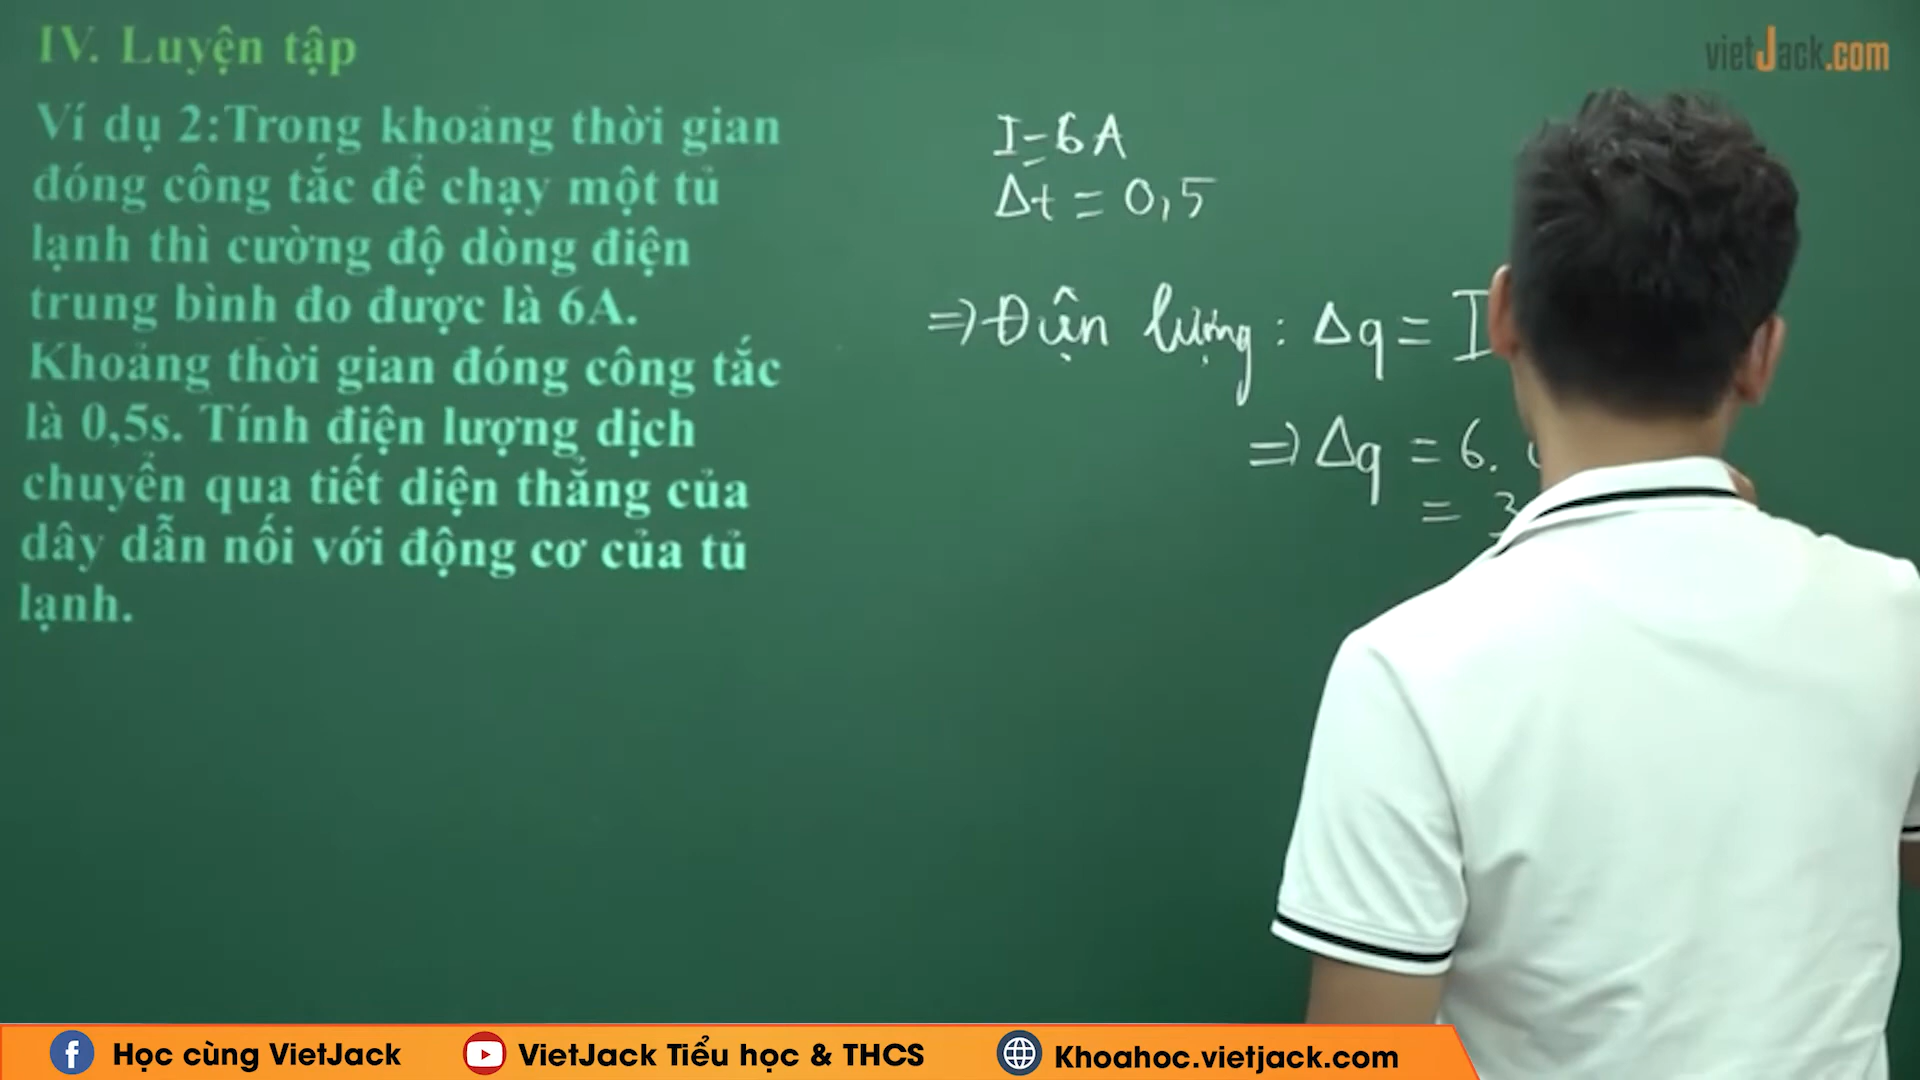 IV. Luyện tập
Ví dụ 2:Trong khoảng thời gian
đóng công tắc để chạy một tủ
lạnh thì cường độ dòng điện
trung bình đo được là 6A.
Khoảng thời gian đóng công tắc
là 0,5s. Tính điện lượng dịch
chuyển qua tiết diện thẳng của
dây dẫn nối với động cơ của tủ
lạnh.
vietJack.com
I=6A
Δt = 0,5
=> Điện lượng : Δq = I
=> Δq = 6.
= 3
Học cùng VietJack
VietJack Tiểu học & THCS
Khoahoc.vietjack.com